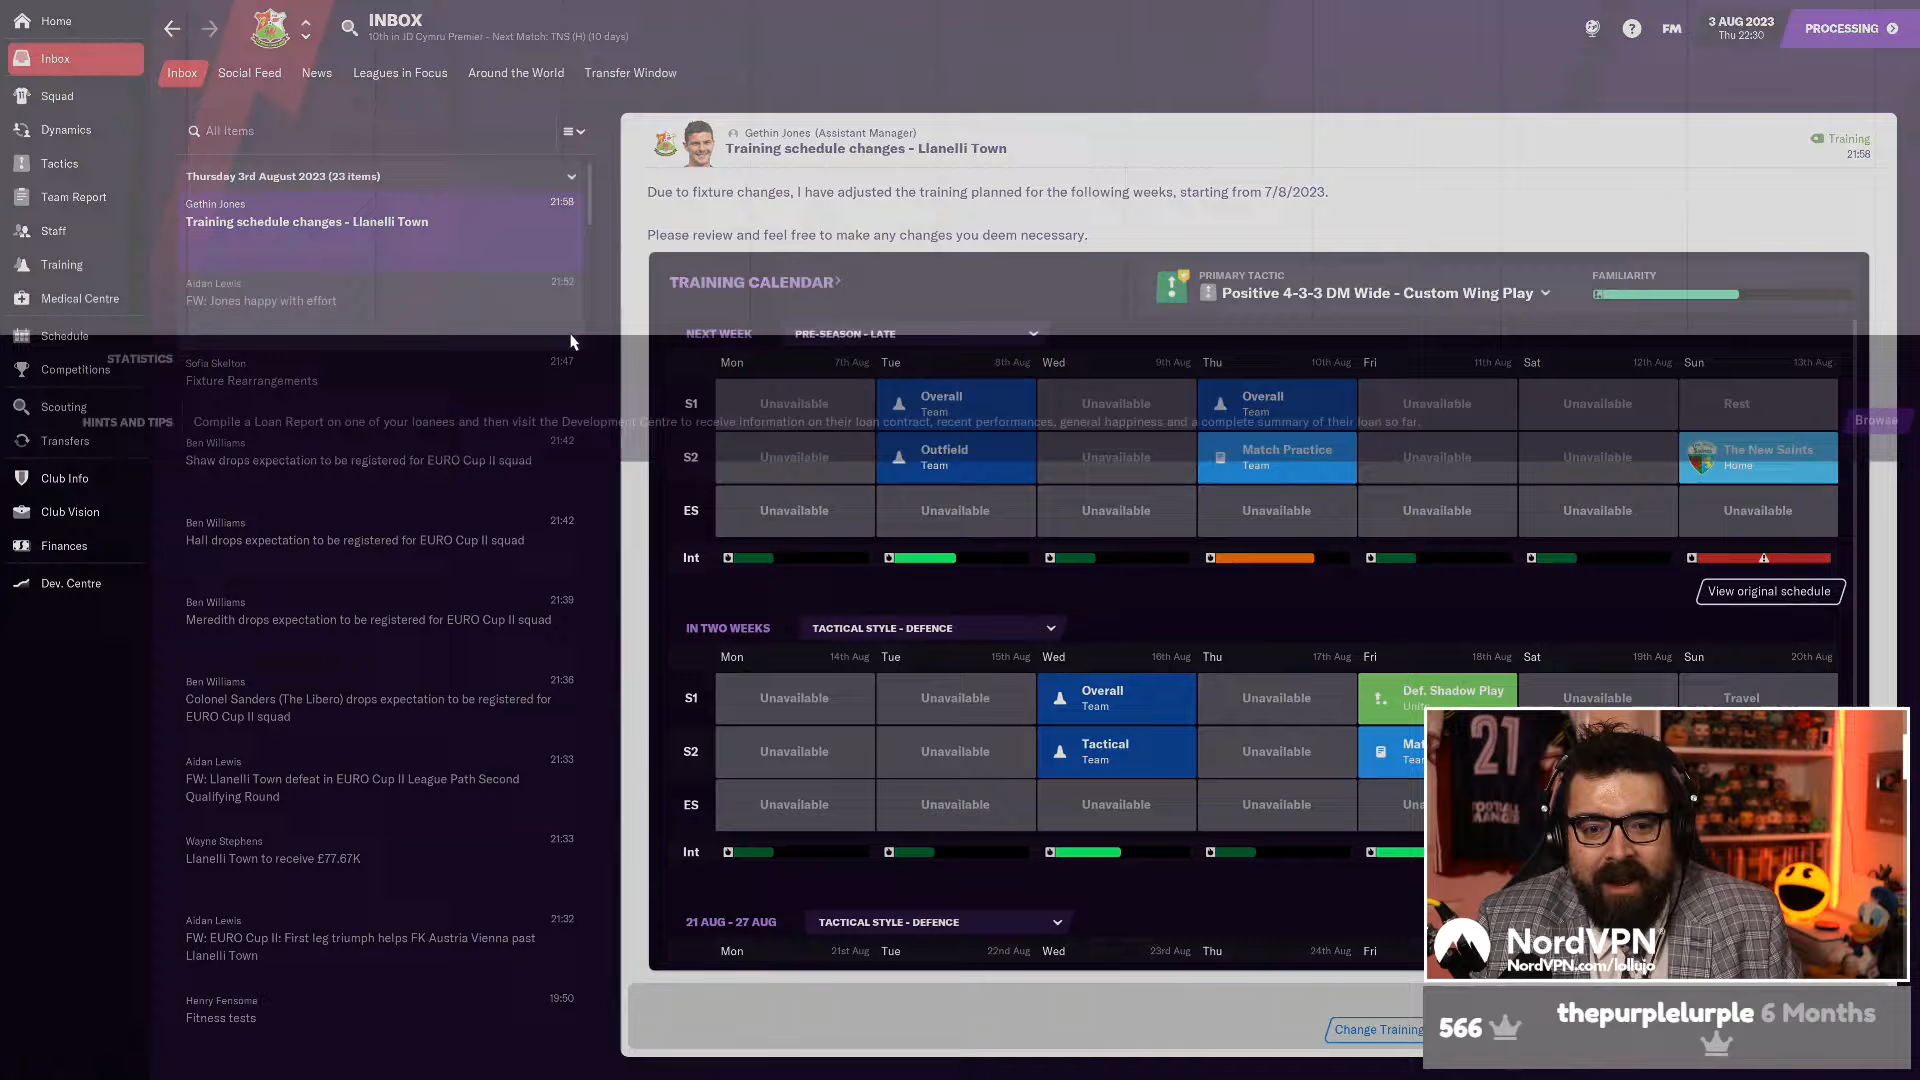 Home
Inbox
Squad
Dynamics
Tactics
Team Report
Staff
Training
Medical Centre
Schedule
STATISTICS
Competitions
Scouting
HINTS AND TIPS
Transfers
Club Info
Club Vision
Finances
Dev. Centre
INBOX
10th in JD Cymru Premier - Next Match: TNS (H) (10 days)
FM
3 AUG 2023
Thu 22:30
PROCESSING
Inbox Social Feed News Leagues in Focus Around the World Transfer Window
All Items
Thursday 3rd August 2023 (23 items)
Gethin Jones 21:58
Training schedule changes - Llanelli Town
Aidan Lewis 21:52
FW: Jones happy with effort
Sofia Skelton 21:47
Fixture Rearrangements
Compile a Loan Report on one of your loanees and then visit the Development Centre to receive Information on their loan contract, recent performances, general happiness and a complete summary of their loan so far.
Browse
Ben Williams 21:42
Shaw drops expectation to be registered for EURO Cup II squad
Ben Williams 21:42
Hall drops expectation to be registered for EURO Cup II squad
Ben Williams 21:39
Meredith drops expectation to be registered for EURO Cup II squad
Ben Williams 21:36
Colonel Sanders (The Libero) drops expectation to be registered for
EURO Cup II squad
Aidan Lewis 21:33
FW: Llanelli Town defeat in EURO Cup II League Path Second
Qualifying Round
Wayne Stephens 21:33
Llanelli Town to receive £77.67K
Aidan Lewis 21:32
FW: EURO Cup II: First leg triumph helps FK Austria Vienna past
Llanelli Town
Henry Fensome 19:50
Fitness tests
Gethin Jones (Assistant Manager)
Training schedule changes - Llanelli Town
Training
21:58
Due to fixture changes, I have adjusted the training planned for the following weeks, starting from 7/8/2023.
Please review and feel free to make any changes you deem necessary.
TRAINING CALENDAR
PRIMARY TACTIC
Positive 4-3-3 DM Wide - Custom Wing Play
FAMILIARITY
NEXT WEEK PRE-SEASON - LATE
Mon 7th Aug Tue 8th Aug Wed 9th Aug Thu 10th Aug Fri 11th Aug Sat 12th Aug Sun 13th Aug
S1 Unavailable Overall Team Unavailable Overall Team Unavailable Unavailable Rest
S2 Unavailable Outfield Team Unavailable Match Practice Team Unavailable Unavailable The New Saints Home
ES Unavailable Unavailable Unavailable Unavailable Unavailable Unavailable Unavailable
Int
View original schedule
IN TWO WEEKS TACTICAL STYLE - DEFENCE
Mon 14th Aug Tue 15th Aug Wed 16th Aug Thu 17th Aug Fri 18th Aug Sat 19th Aug Sun 20th Aug
S1 Unavailable Unavailable Overall Team Unavailable Def. Shadow Play Units Unavailable Travel
S2 Unavailable Unavailable Tactical Team Unavailable Mat Tea
ES Unavailable Unavailable Unavailable Unavailable Una
Int
21 AUG - 27 AUG TACTICAL STYLE - DEFENCE
Mon 21st Aug Tue 22nd Aug Wed 23rd Aug Thu 24th Aug Fri
Change Training
21
FOOTBALL
MANAGER
NordVPN
NordVPN.com/lollujo
566 thepurplelurple 6 Months